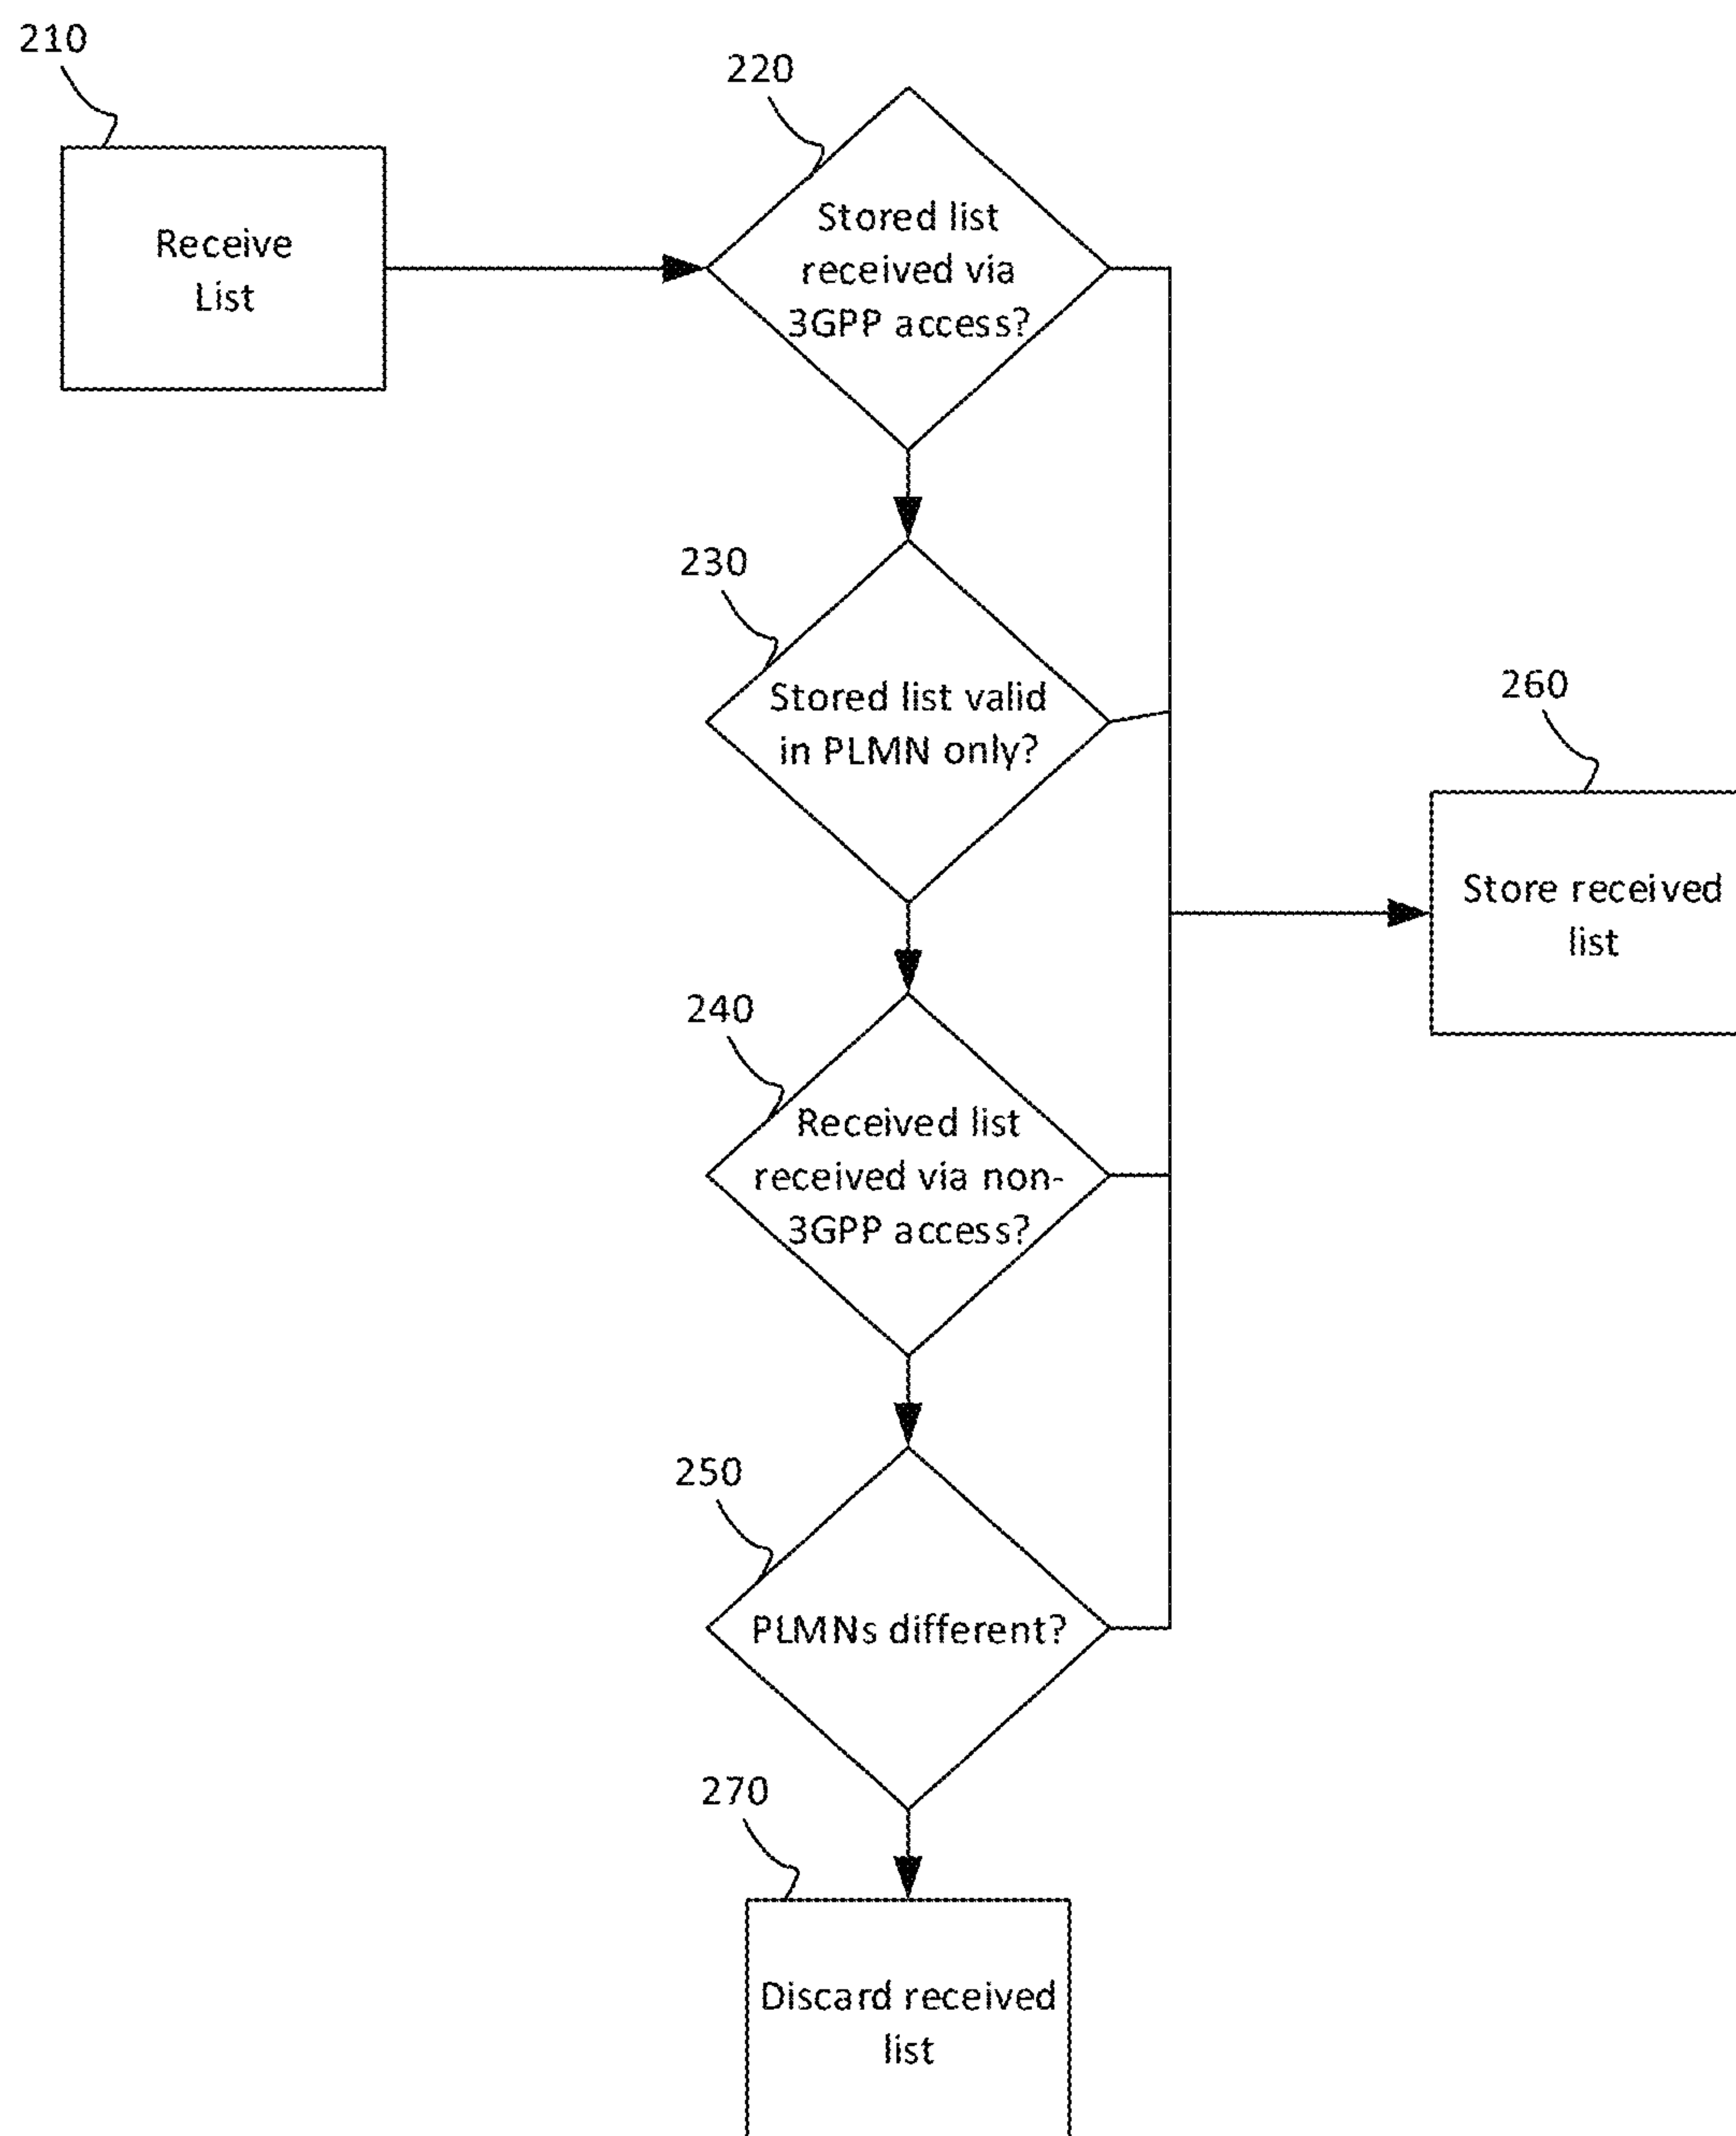 210
Receive
List
220
Stored list
received via
3GPP access?
230
Stored list valid
in PLMN only?
240
Received list
received via non-
3GPP access?
250
PLMNs different?
260
Store received
list
270
Discard received
list